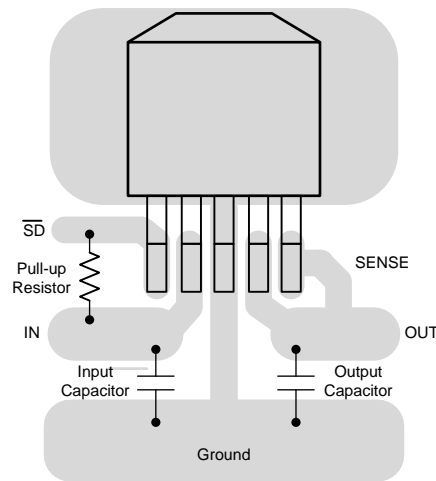 SD
Pull-up
Resistor
SENSE
IN
OUT
Input
Capacitor
Output
Capacitor
Ground